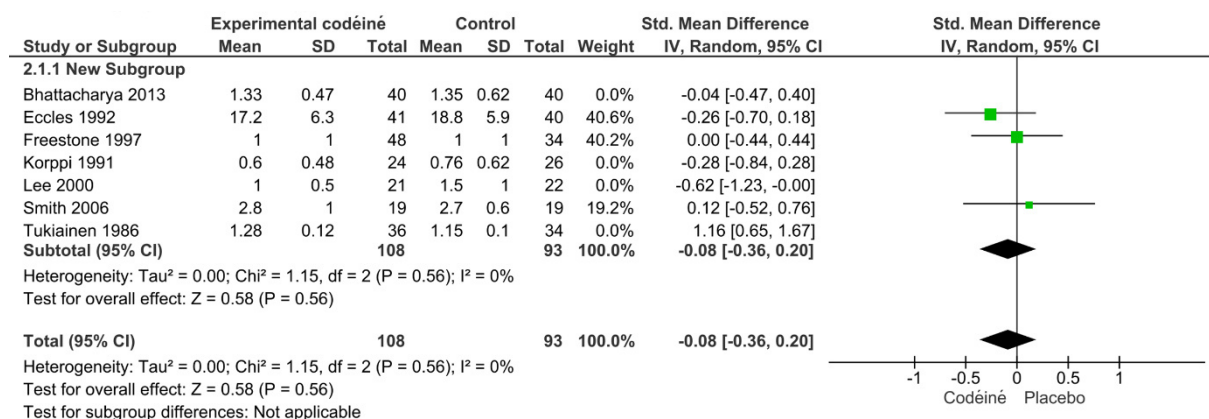 Experimental codéiné Control Std. Mean Difference Std. Mean Difference
Study or Subgroup Mean SD Total Mean SD Total Weight IV, Random, 95% CI IV, Random, 95% CI
2.1.1 New Subgroup
Bhattacharya 2013 1.33 0.47 40 1.35 0.62 40 0.0% -0.04 [-0.47, 0.40]
Eccles 1992 17.2 6.3 41 18.8 5.9 40 40.6% -0.26 [-0.70, 0.18]
Freestone 1997 1 1 48 1 1 34 40.2% 0.00 [-0.44, 0.44]
Korppi 1991 0.6 0.48 24 0.76 0.62 26 0.0% -0.28 [-0.84, 0.28]
Lee 2000 1 0.5 21 1.5 1 22 0.0% -0.62 [-1.23, -0.00]
Smith 2006 2.8 1 19 2.7 0.6 19 19.2% 0.12 [-0.52, 0.76]
Tukiainen 1986 1.28 0.12 36 1.15 0.1 34 0.0% 1.16 [0.65, 1.67]
Subtotal (95% CI) 108 93 100.0% -0.08 [-0.36, 0.20]
Heterogeneity: Tau² = 0.00; Chi² = 1.15, df = 2 (P = 0.56); I² = 0%
Test for overall effect: Z = 0.58 (P = 0.56)
Total (95% CI) 108 93 100.0% -0.08 [-0.36, 0.20]
Heterogeneity: Tau² = 0.00; Chi² = 1.15, df = 2 (P = 0.56); I² = 0%
Test for overall effect: Z = 0.58 (P = 0.56)
Test for subgroup differences: Not applicable
-1 -0.5 0 0.5 1
Codéiné Placebo